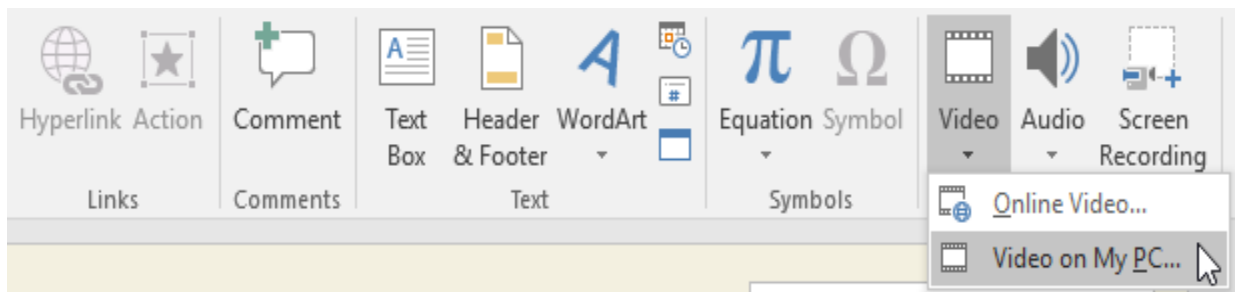 Hyperlink Action Comment Text Box Header & Footer WordArt # Equation Symbol Video Audio Screen Recording
Links Comments Text Symbols
Online Video...
Video on My PC...